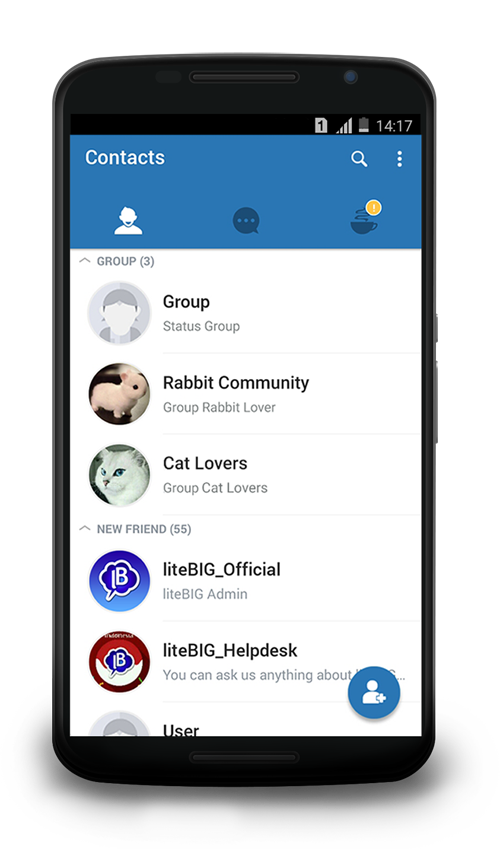 1 14:17
Contacts
!
GROUP (3)
Group
Status Group
Rabbit Community
Group Rabbit Lover
Cat Lovers
Group Cat Lovers
NEW FRIEND (55)
B
liteBIG_Official
liteBIG Admin
B
liteBIG_Helpdesk
You can ask us anything about
User